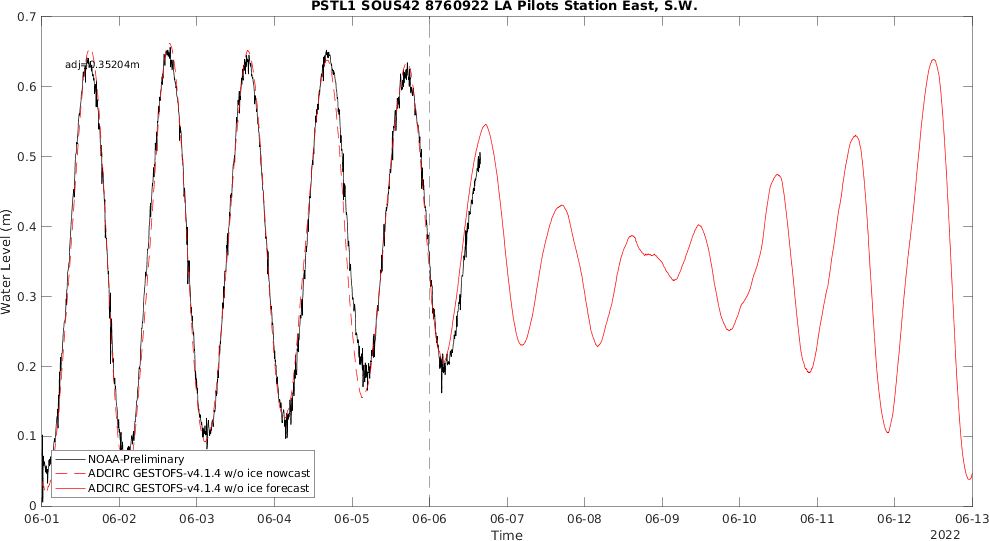 PSTL1 SOUS42 8760922 LA Pilots Station East, S.W.
0.7
0.6
0.5
0.4
0.3
0.2
0.1
0
Water Level (m)
adj=0.35204m
NOAA-Preliminary
ADCIRC GESTOFS-v4.1.4 w/o ice nowcast
ADCIRC GESTOFS-v4.1.4 w/o ice forecast
06-01 06-02 06-03 06-04 06-05 06-06 06-07 06-08 06-09 06-10 06-11 06-12 06-13
Time
2022